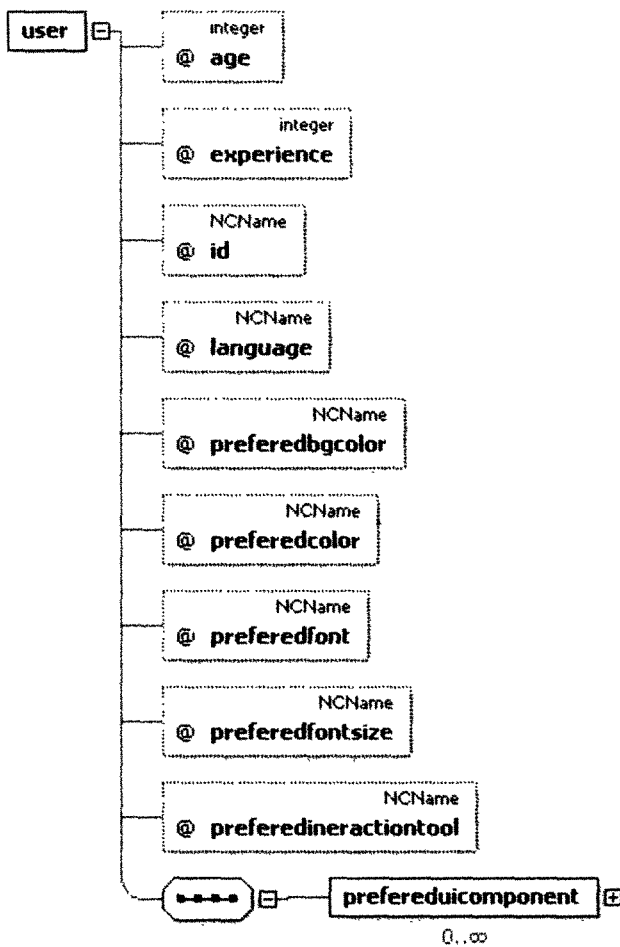 user
integer
@ age
integer
@ experience
NCName
@ id
NCName
@ language
NCName
@ preferedbgcolor
NCName
@ preferedcolor
NCName
@ preferedfont
NCName
@ preferedfontsize
NCName
@ preferedineractiontool
prefereduicomponent
0..∞